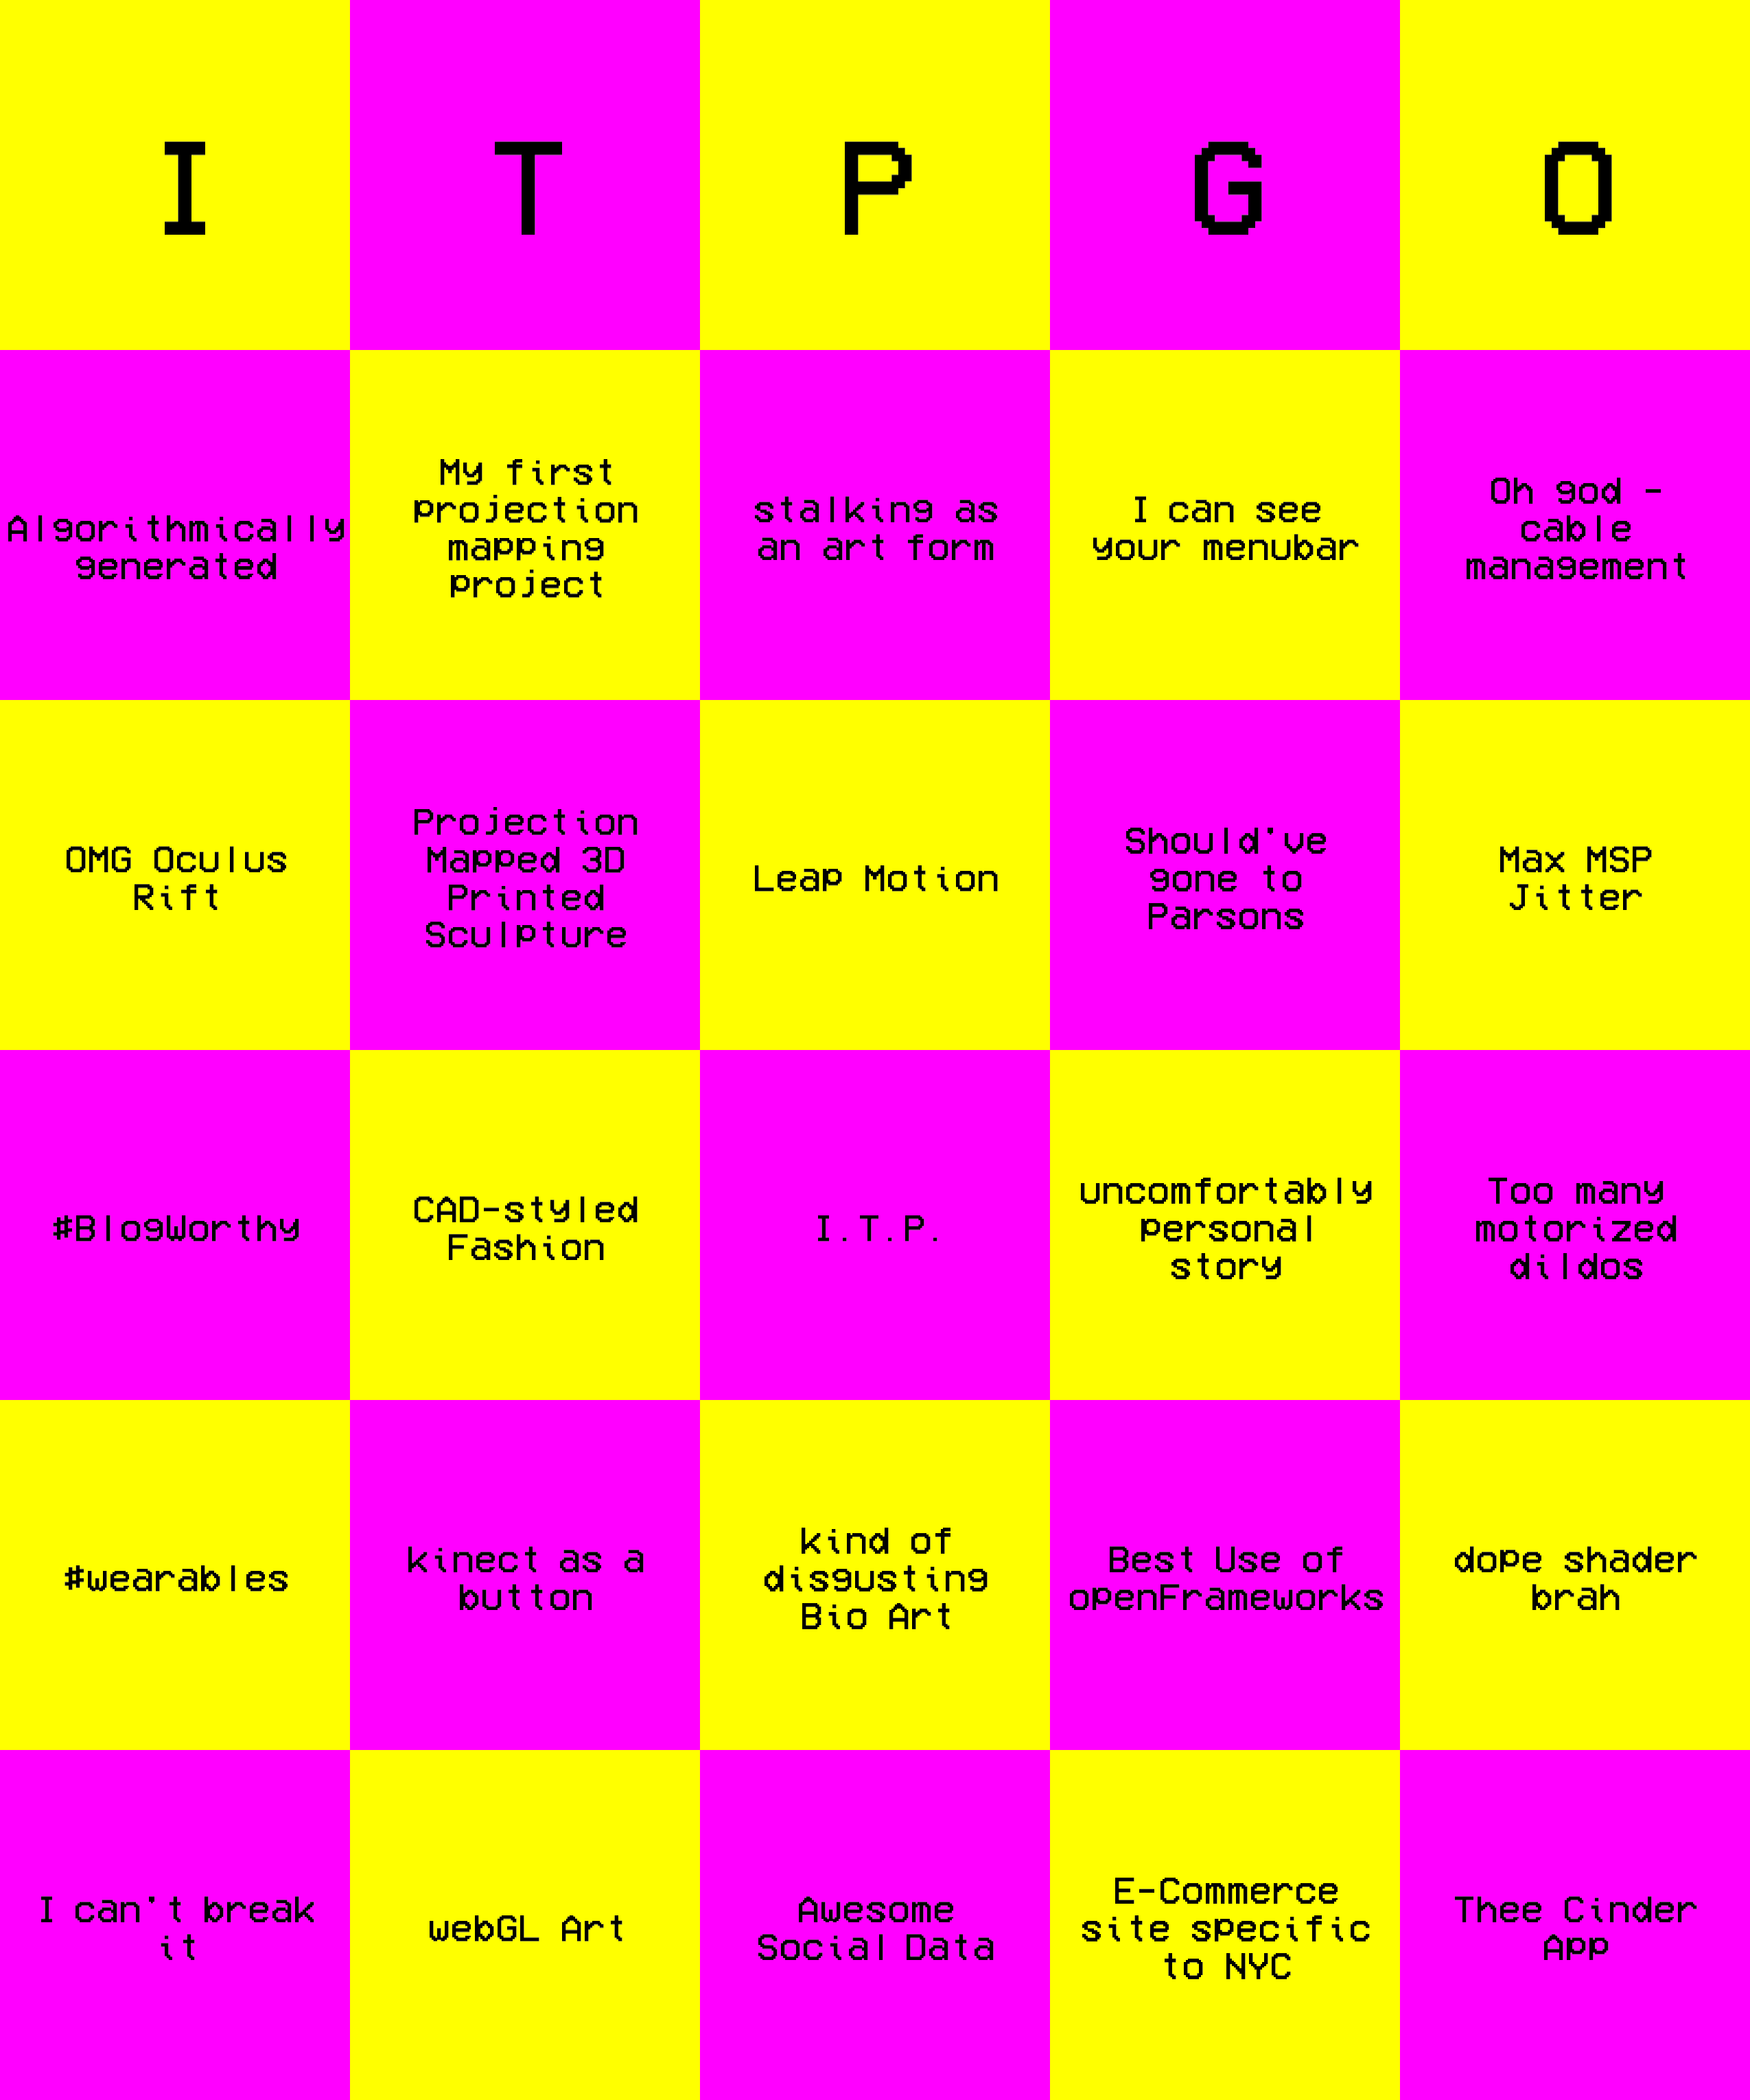 I T P G O
Algorithmically
generated
My first
projection
mapping
project
stalking as
an art form
I can see
your menubar
Oh god -
cable
management
OMG Oculus
Rift
Projection
Mapped 3D
Printed
Sculpture
Leap Motion
Should've
gone to
Parsons
Max MSP
Jitter
#BlogWorthy
CAD-styled
Fashion
I.T.P.
uncomfortably
personal
story
Too many
motorized
dildos
#wearables
kinect as a
button
kind of
disgusting
Bio Art
Best Use of
openFrameworks
dope shader
brah
I can't break
it
webGL Art
Awesome
Social Data
E-Commerce
site specific
to NYC
Thee Cinder
App